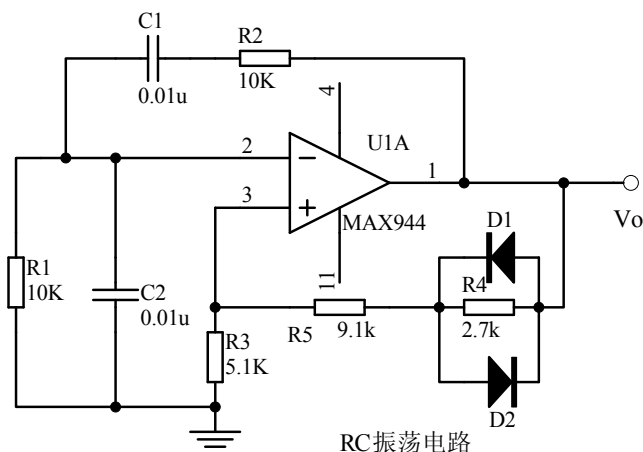 C1
R2
0.01u
10K
4
U1A
2
−
1
3
+
MAX944
Vo
D1
11
R1
10K
C2
0.01u
R4
2.7k
R5
9.1k
R3
5.1K
D2
RC振荡电路